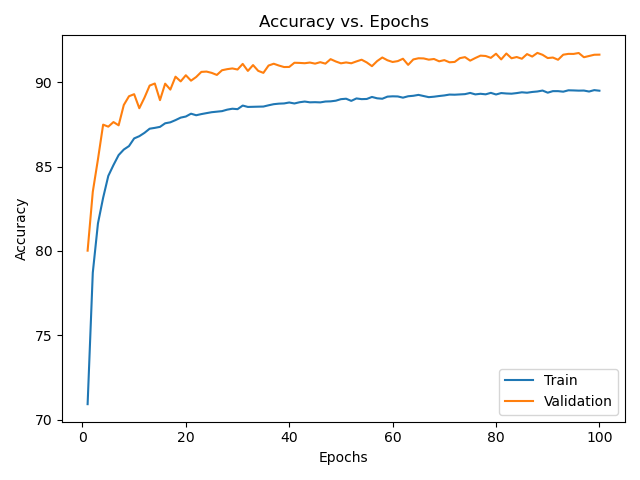 Accuracy vs. Epochs
Accuracy
90
85
80
75
70
0 20 40 60 80 100
Epochs
Train
Validation